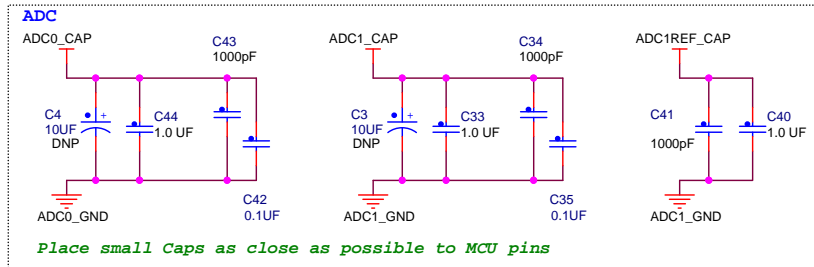 ADC
ADC0_CAP
C43
1000pF
C4
10UF
DNP
+
C44
1.0 UF
C42
0.1UF
ADC0_GND
ADC1_CAP
C34
1000pF
C3
10UF
DNP
+
C33
1.0 UF
C35
0.1UF
ADC1_GND
ADC1REF_CAP
C41
1000pF
C40
1.0 UF
ADC1_GND
Place small Caps as close as possible to MCU pins